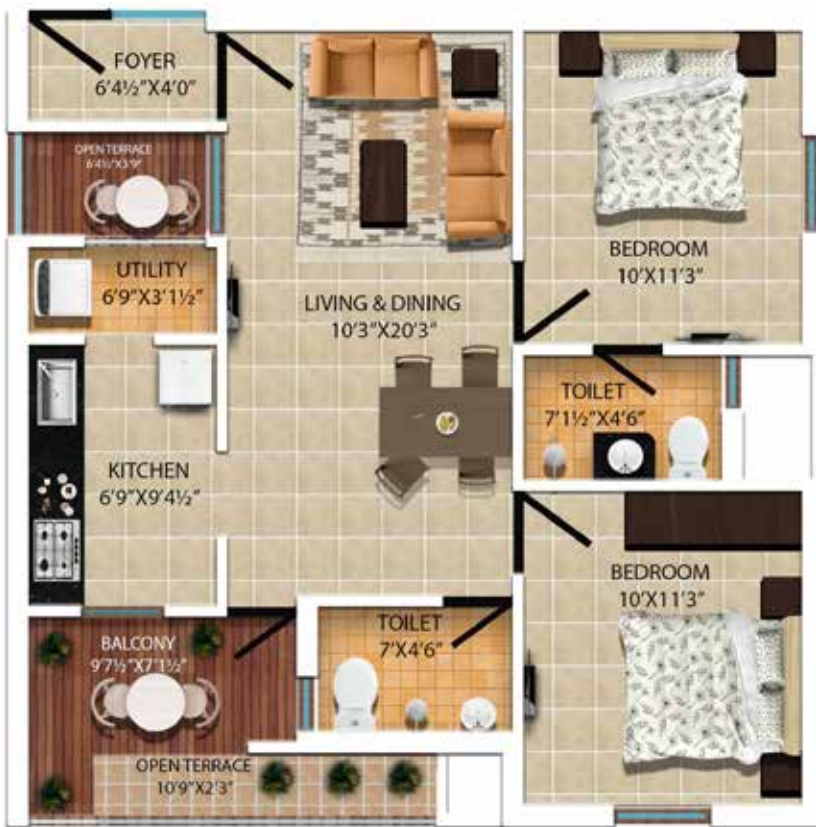 FOYER
6'4½"X4'0"
OPEN TERRACE
6'4½"X3'9"
UTILITY
6'9"X3'1½"
LIVING & DINING
10'3"X20'3"
BEDROOM
10'X11'3"
TOILET
7'1½"X4'6"
KITCHEN
6'9"X9'4½"
BEDROOM
10'X11'3"
BALCONY
9'7½"X7'1½"
TOILET
7'X4'6"
OPEN TERRACE
10'9"X2'3"